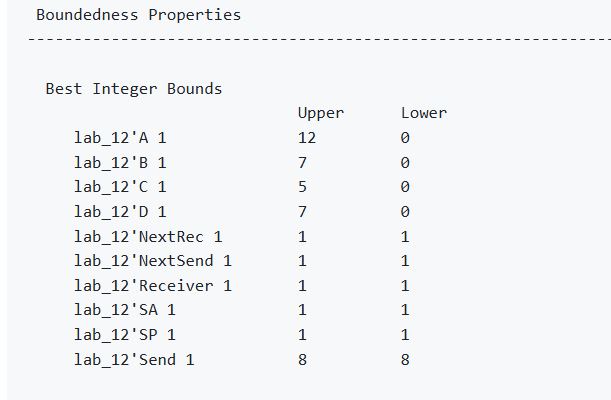 Boundedness Properties
------------------------------------------------------------------------
Best Integer Bounds
Upper Lower
lab_12'A 1 12 0
lab_12'B 1 7 0
lab_12'C 1 5 0
lab_12'D 1 7 0
lab_12'NextRec 1 1 1
lab_12'NextSend 1 1 1
lab_12'Receiver 1 1 1
lab_12'SA 1 1 1
lab_12'SP 1 1 1
lab_12'Send 1 8 8